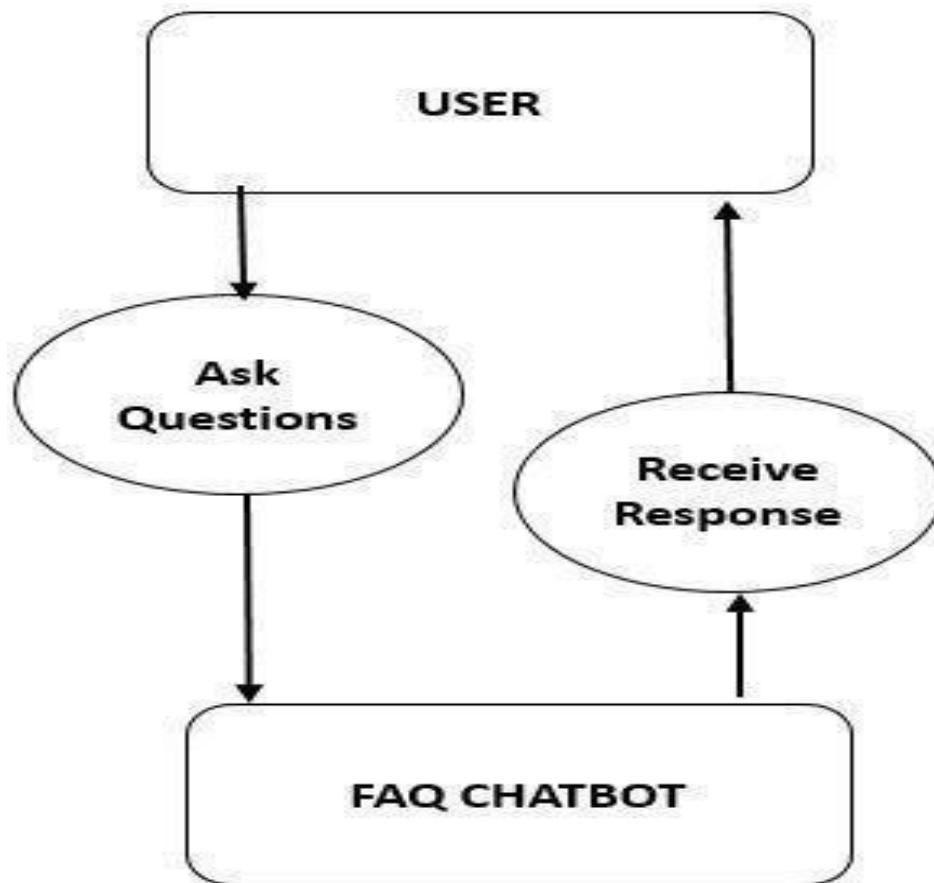 USER
Ask
Questions
Receive
Response
FAQ CHATBOT